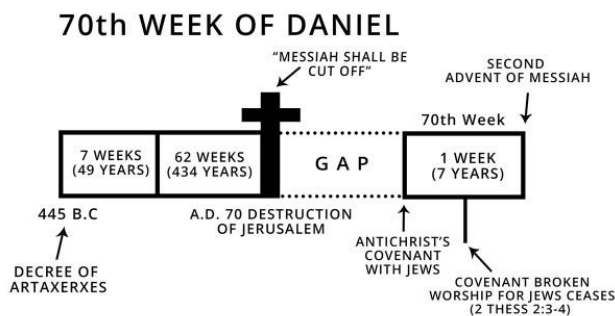 70th WEEK OF DANIEL
"MESSIAH SHALL BE
CUT OFF"
SECOND
ADVENT OF MESSIAH
70th Week
7 WEEKS
(49 YEARS)
62 WEEKS
(434 YEARS)
GAP
1 WEEK
(7 YEARS)
445 B.C
A.D. 70 DESTRUCTION
OF JERUSALEM
DECREE OF
ARTAXERXES
ANTICHRIST'S
COVENANT
WITH JEWS
COVENANT BROKEN
WORSHIP FOR JEWS CEASES
(2 THESS 2:3-4)